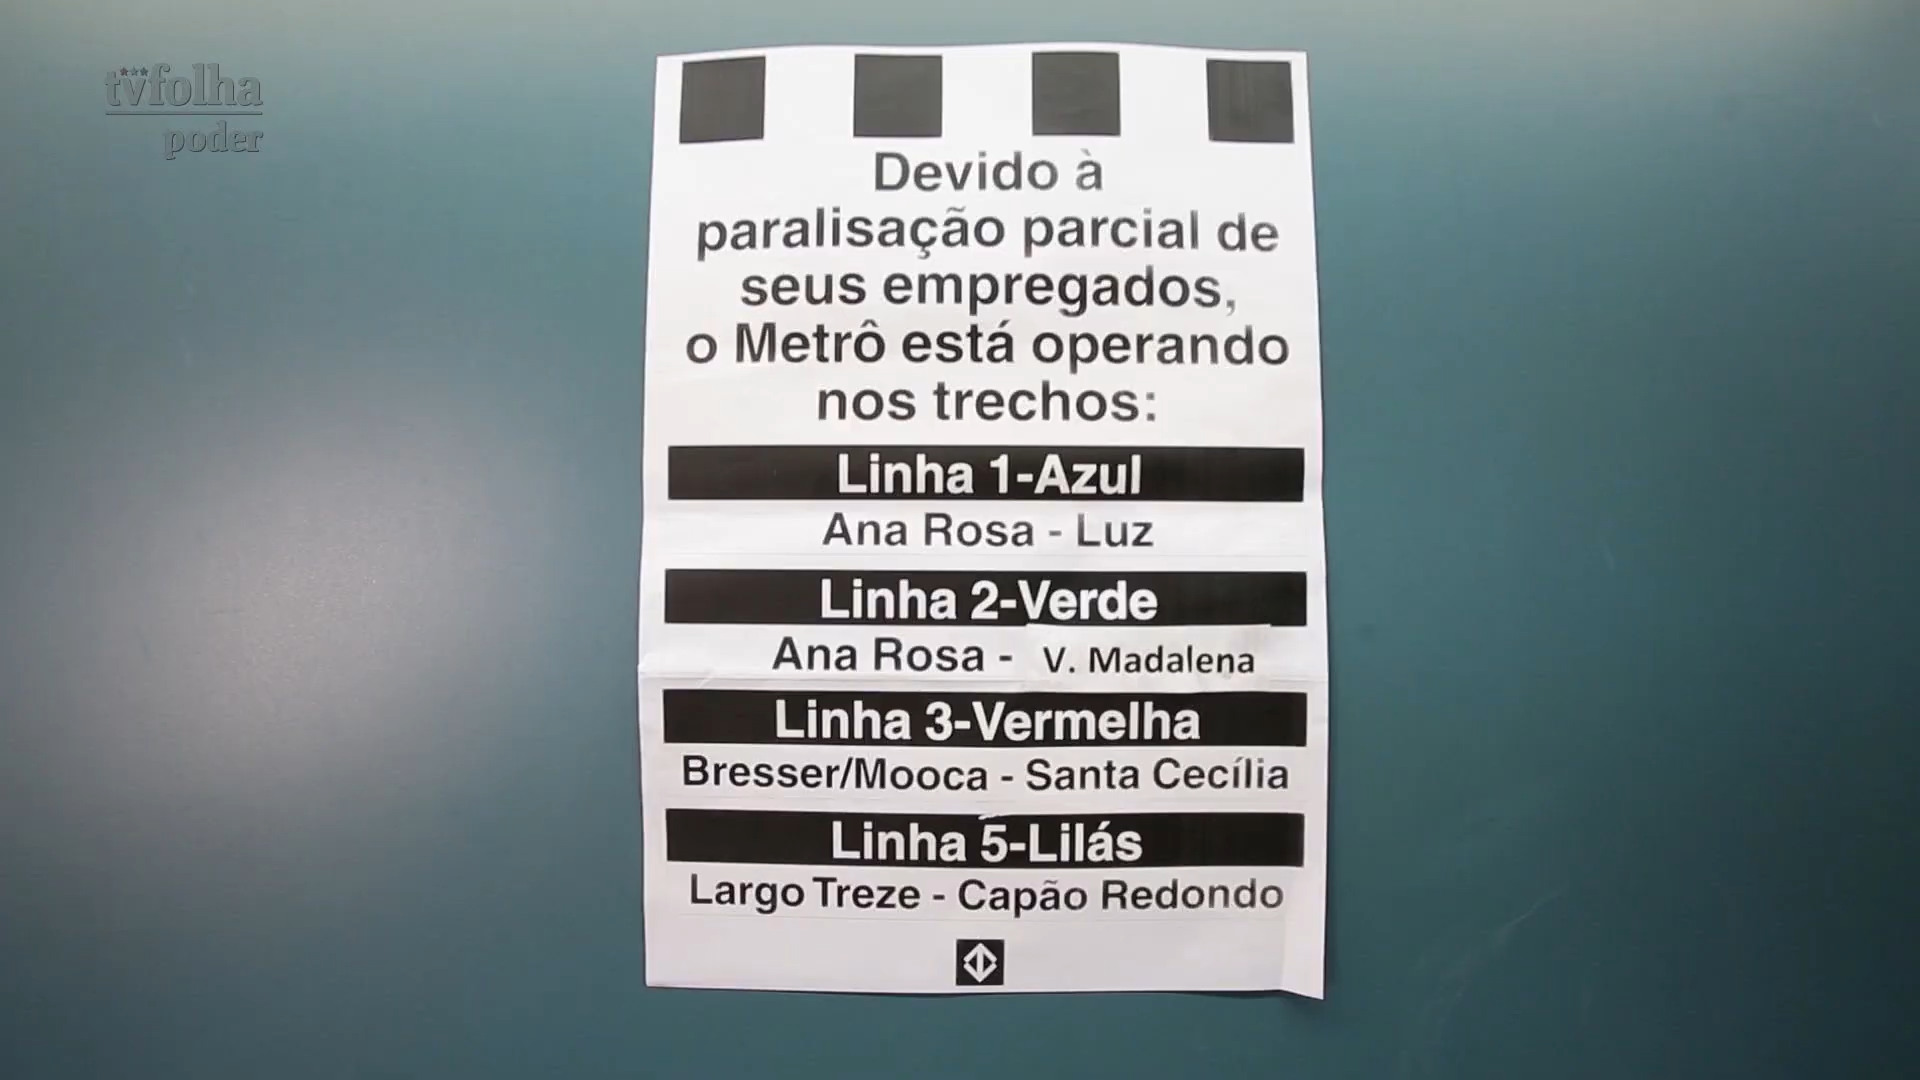 tvfolha
poder
Devido à
paralisação parcial de
seus empregados,
o Metrô está operando
nos trechos:
Linha 1-Azul
Ana Rosa - Luz
Linha 2-Verde
Ana Rosa - V. Madalena
Linha 3-Vermelha
Bresser/Mooca - Santa Cecília
Linha 5-Lilás
Largo Treze - Capão Redondo